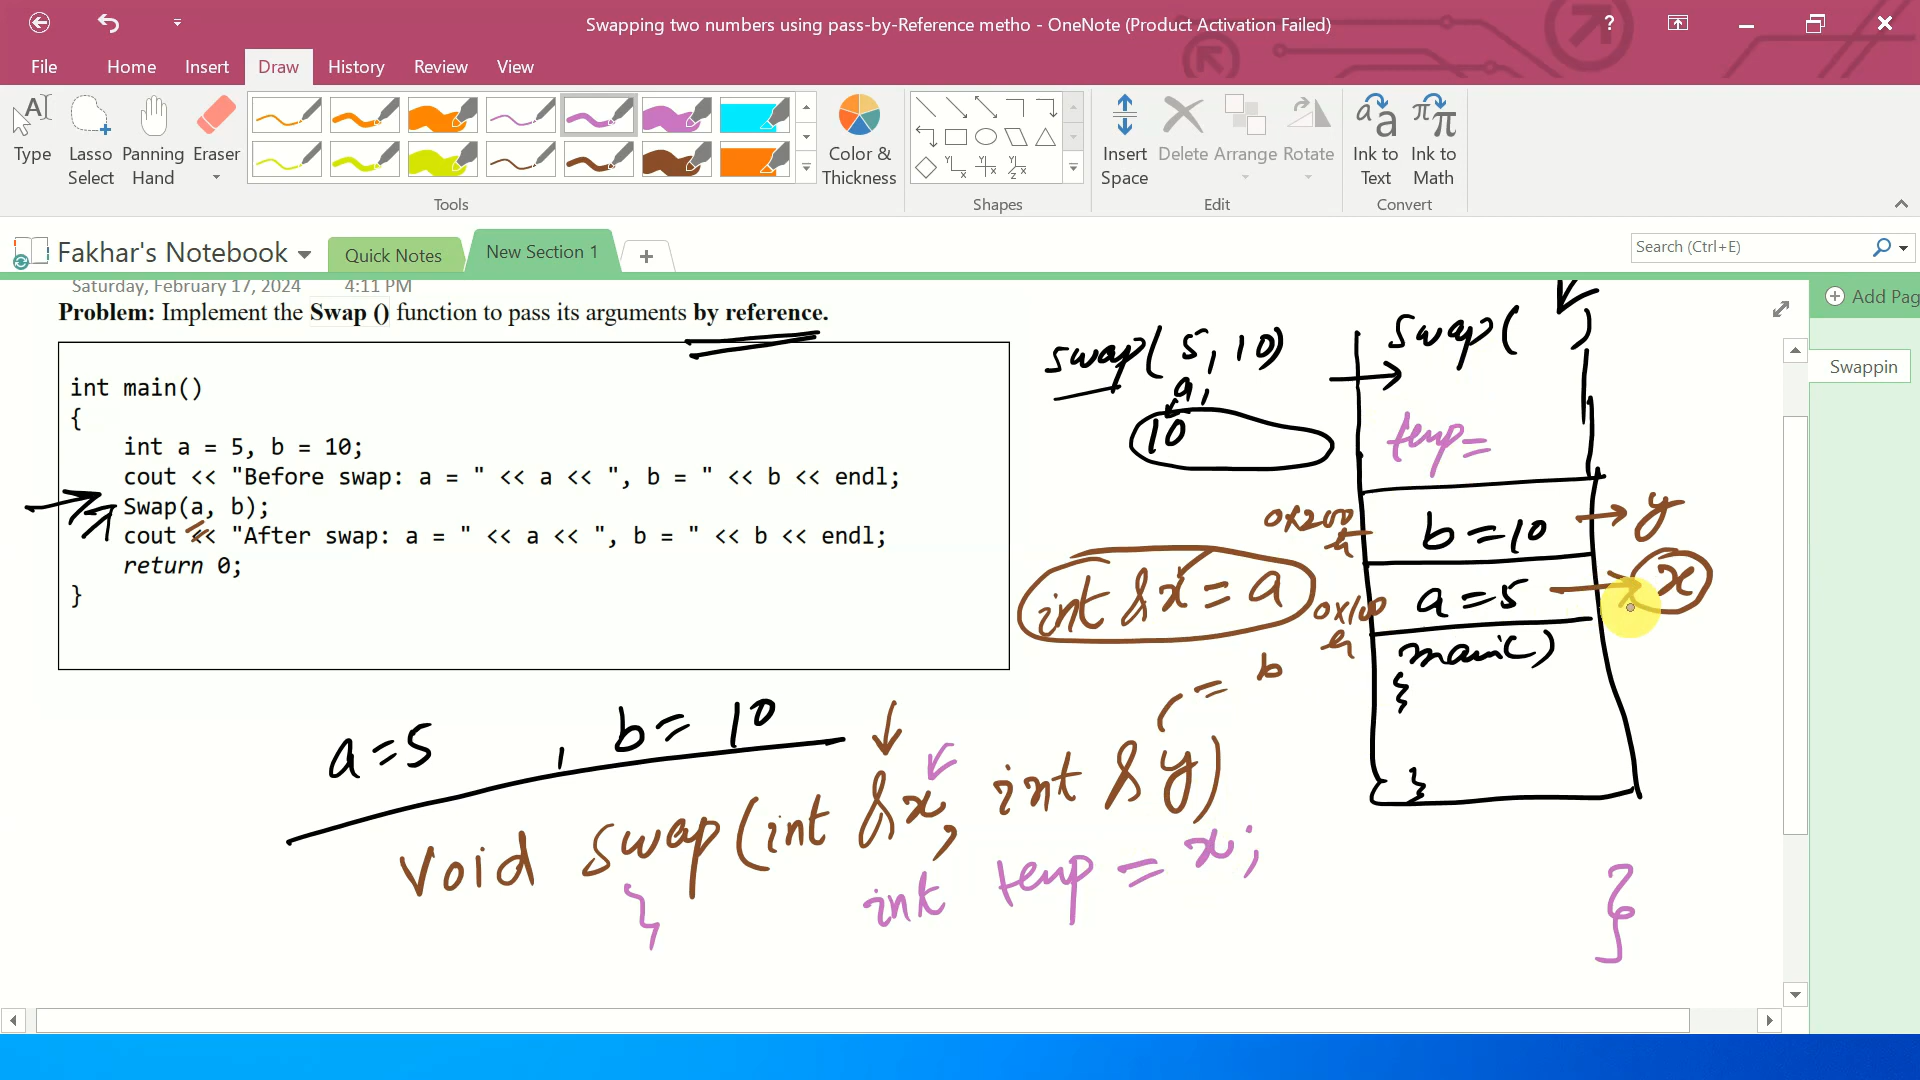 Swapping two numbers using pass-by-Reference metho - OneNote (Product Activation Failed)
?
File Home Insert Draw History Review View
Type
Lasso Select
Panning Hand
Eraser
Color & Thickness
Insert Space
Delete
Arrange
Rotate
Ink to Text
Ink to Math
Tools
Shapes
Edit
Convert
Fakhar's Notebook
Quick Notes
New Section 1
+
Search (Ctrl+E)
Add Pag
Swappin
Saturday, February 17, 2024 4:11 PM
Problem: Implement the Swap () function to pass its arguments by reference.
int main()
{
int a = 5, b = 10;
cout << "Before swap: a = " << a << ", b = " << b << endl;
Swap(a, b);
cout << "After swap: a = " << a << ", b = " << b << endl;
return 0;
}
swap( 5, 10)
a,
10
swap( )
temp=
0x200
b = 10
y
int &x = a
0x100
a = 5
x
main()
{
}
= b
a = 5 , b = 10
void swap(int &x, int & y)
{ int temp = x; }